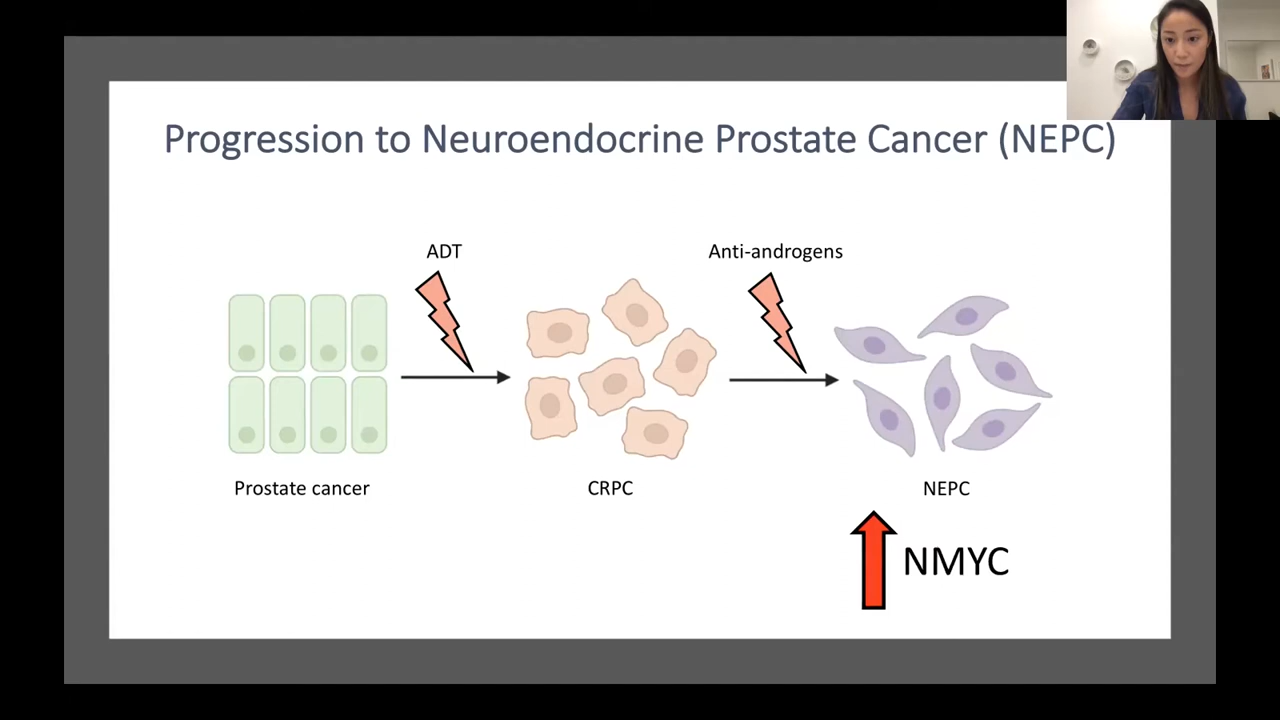 Progression to Neuroendocrine Prostate Cancer (NEPC)
ADT
Anti-androgens
Prostate cancer
CRPC
NEPC
NMYC